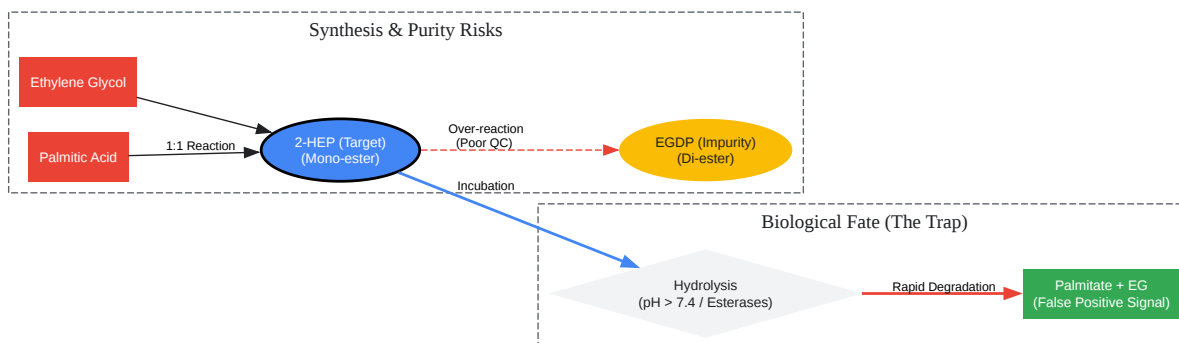 Synthesis & Purity Risks
Ethylene Glycol
Palmitic Acid
1:1 Reaction
2-HEP (Target)
(Mono-ester)
Over-reaction
(Poor QC)
EGDP (Impurity)
(Di-ester)
Incubation
Biological Fate (The Trap)
Hydrolysis
(pH > 7.4 / Esterases)
Rapid Degradation
Palmitate + EG
(False Positive Signal)